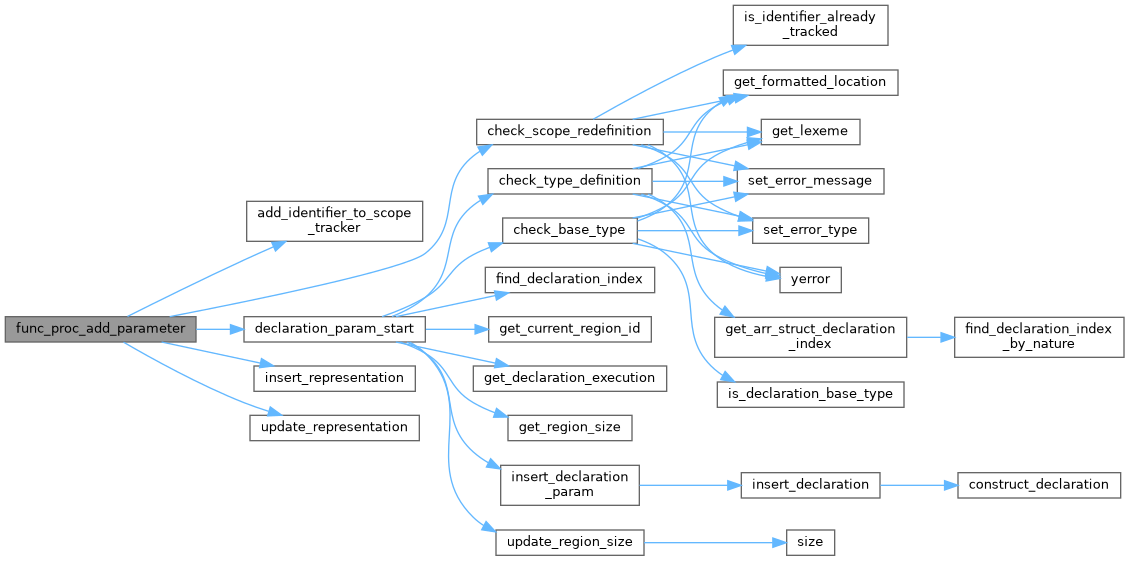 is_identifier_already
_tracked
get_formatted_location
check_scope_redefinition
get_lexeme
check_type_definition
set_error_message
add_identifier_to_scope
_tracker
check_base_type
set_error_type
find_declaration_index
yerror
func_proc_add_parameter
declaration_param_start
get_current_region_id
get_arr_struct_declaration
_index
find_declaration_index
_by_nature
insert_representation
get_declaration_execution
is_declaration_base_type
update_representation
get_region_size
insert_declaration
_param
insert_declaration
construct_declaration
update_region_size
size